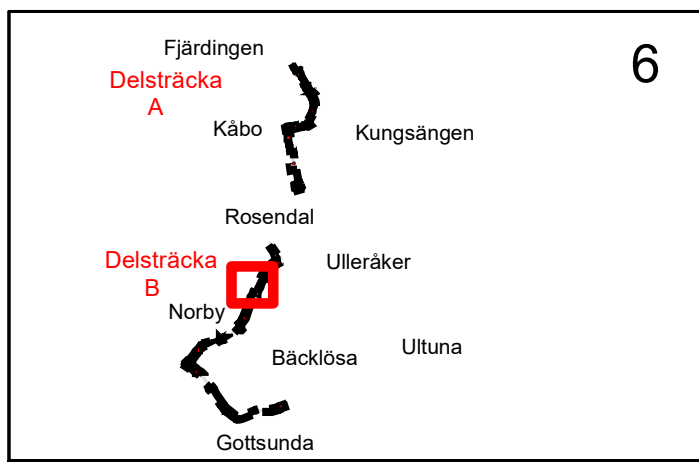 Fjärdingen
6
Delsträcka
A
Kåbo
Kungsängen
Rosendal
Delsträcka
B
Ulleråker
Norby
Ultuna
Bäcklösa
Gottsunda